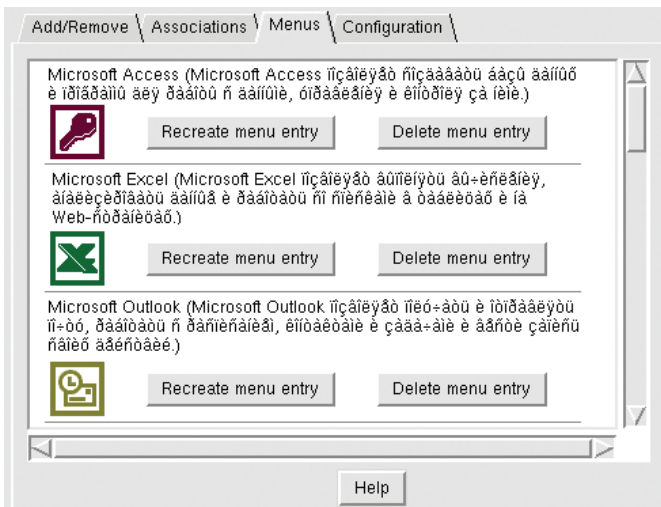 Add/Remove Associations Menus Configuration
Microsoft Access (Microsoft Access ïîçâîëÿåò ñîçäàâàòü áàçû äàííûõ
è ïðîãðàììû äëÿ ðàáîòû ñ äàííûìè, óïðàâëåíèÿ è êîíòðîëÿ çà íèìè.)
Recreate menu entry Delete menu entry
Microsoft Excel (Microsoft Excel ïîçâîëÿåò âûïîëíÿòü âû÷èñëåíèÿ,
àíàëèçèðîâàòü äàííûå è ðàáîòàòü ñî ñïèñêàìè â òàáëèöàõ è íà
Web-ñòðàíèöàõ.)
Recreate menu entry Delete menu entry
Microsoft Outlook (Microsoft Outlook ïîçâîëÿåò ïîëó÷àòü è îòïðàâëÿòü
ïî÷òó, ðàáîòàòü ñ ðàñïèñàíèåì, êîíòàêòàìè è çàäà÷àìè è âåñòè çàïèñü
ñâîèõ äåéñòâèé.)
Recreate menu entry Delete menu entry
Help